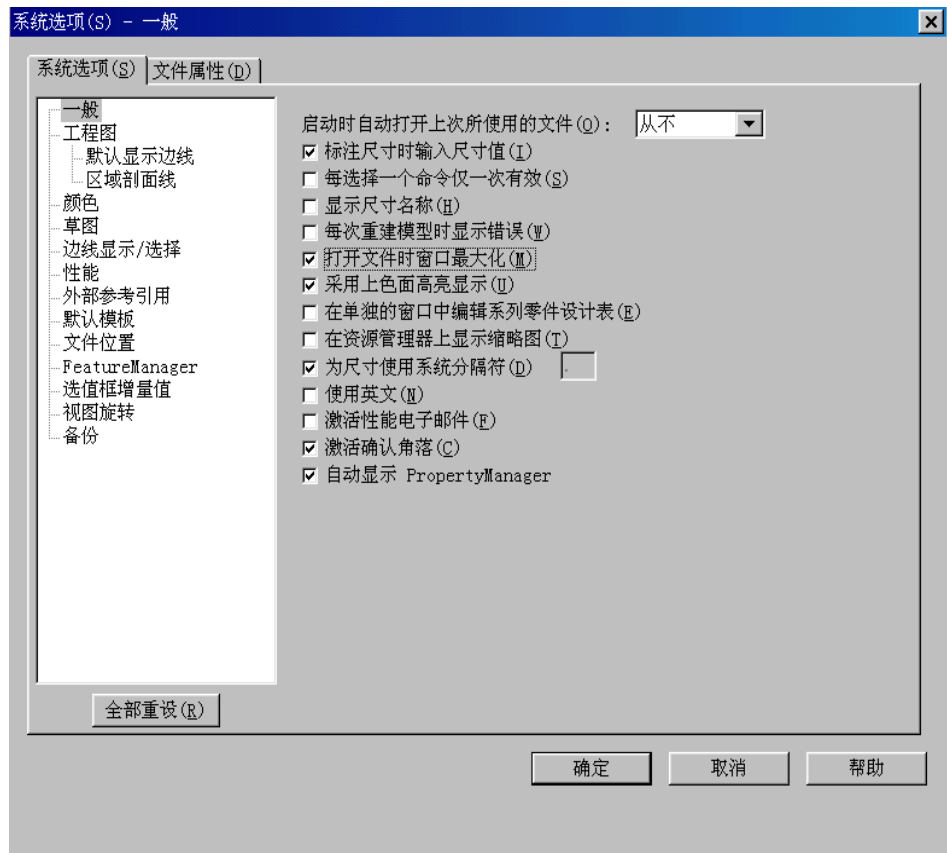 系统选项(S) - 一般
系统选项(S) 文件属性(D)
一般
工程图
默认显示边线
区域剖面线
颜色
草图
边线显示/选择
性能
外部参考引用
默认模板
文件位置
FeatureManager
选值框增量值
视图旋转
备份
全部重设(R)
启动时自动打开上次所使用的文件(O): 从不
标注尺寸时输入尺寸值(I)
每选择一个命令仅一次有效(S)
显示尺寸名称(H)
每次重建模型时显示错误(W)
打开文件时窗口最大化(M)
采用上色面高亮显示(U)
在单独的窗口中编辑系列零件设计表(E)
在资源管理器上显示缩略图(T)
为尺寸使用系统分隔符(D) .
使用英文(N)
激活性能电子邮件(F)
激活确认角落(C)
自动显示 PropertyManager
确定 取消 帮助